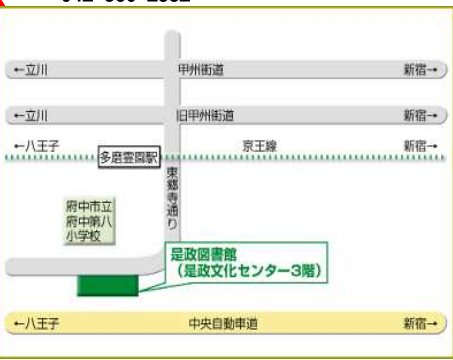 ←立川 甲州街道 新宿→
←立川 旧甲州街道 新宿→
←八王子 京王線 新宿→
多磨霊園駅
東郷寺通り
府中市立
府中第八
小学校
是政図書館
（是政文化センター3階）
←八王子 中央自動車道 新宿→